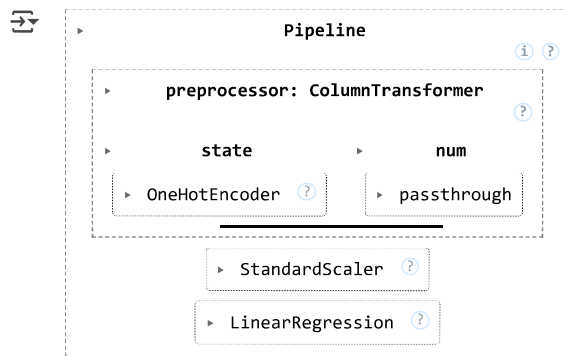 Pipeline
i ?
preprocessor: ColumnTransformer
?
state num
OneHotEncoder ? passthrough
StandardScaler ?
LinearRegression ?